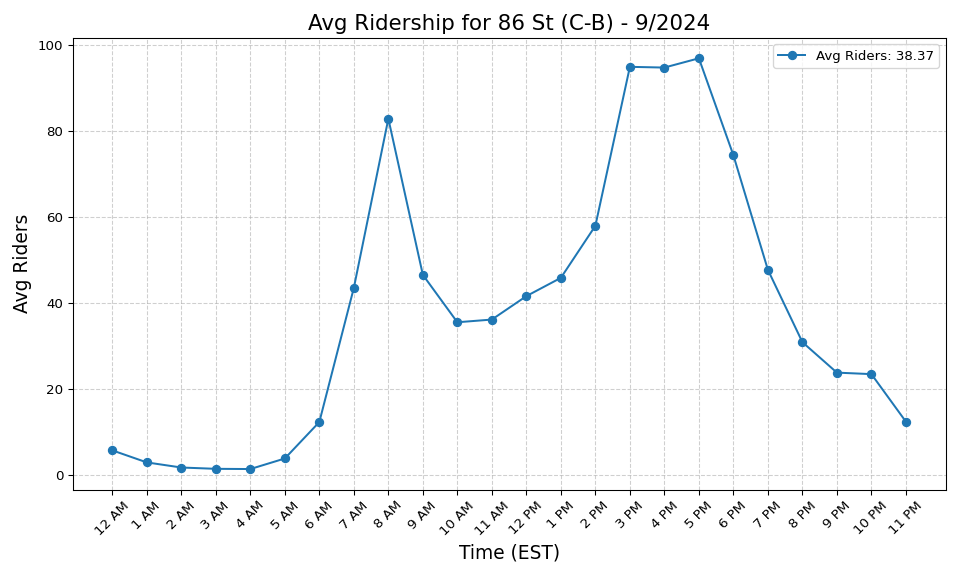 Avg Ridership for 86 St (C-B) - 9/2024
Avg Riders: 38.37
Avg Riders
100
80
60
40
20
0
12 AM
1 AM
2 AM
3 AM
4 AM
5 AM
6 AM
7 AM
8 AM
9 AM
10 AM
11 AM
12 PM
1 PM
2 PM
3 PM
4 PM
5 PM
6 PM
7 PM
8 PM
9 PM
10 PM
11 PM
Time (EST)